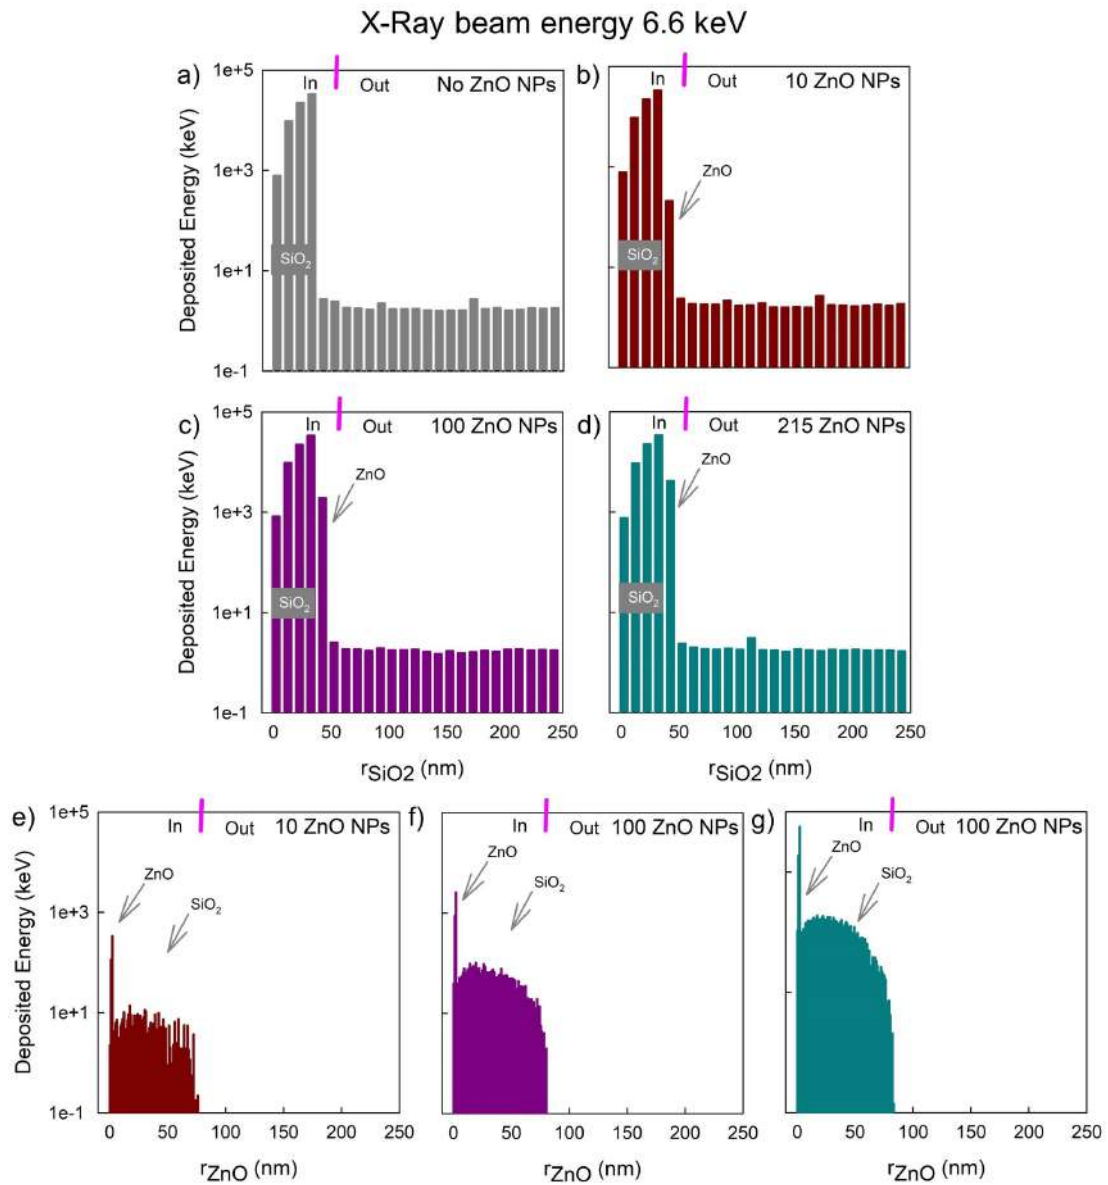 X-Ray beam energy 6.6 keV
a)
1e+5
1e+3
1e+1
1e-1
Deposited Energy (keV)
In
Out
No ZnO NPs
SiO2
b)
In
Out
10 ZnO NPs
ZnO
SiO2
c)
1e+5
1e+3
1e+1
1e-1
Deposited Energy (keV)
In
Out
100 ZnO NPs
ZnO
SiO2
0 50 100 150 200 250
rSiO2 (nm)
d)
In
Out
215 ZnO NPs
ZnO
SiO2
0 50 100 150 200 250
rSiO2 (nm)
e)
1e+5
1e+3
1e+1
1e-1
Deposited Energy (keV)
In
Out
10 ZnO NPs
ZnO
SiO2
0 50 100 150 200 250
rZnO (nm)
f)
In
Out
100 ZnO NPs
ZnO
SiO2
0 50 100 150 200 250
rZnO (nm)
g)
In
Out
100 ZnO NPs
ZnO
SiO2
0 50 100 150 200 250
rZnO (nm)